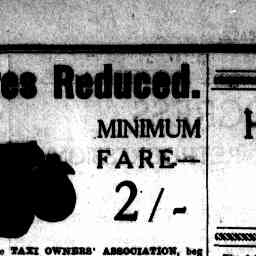 es Reduced.
MINIMUM
FARE—
2/-
TAXI OWNERS' ASSOCIATION, beg